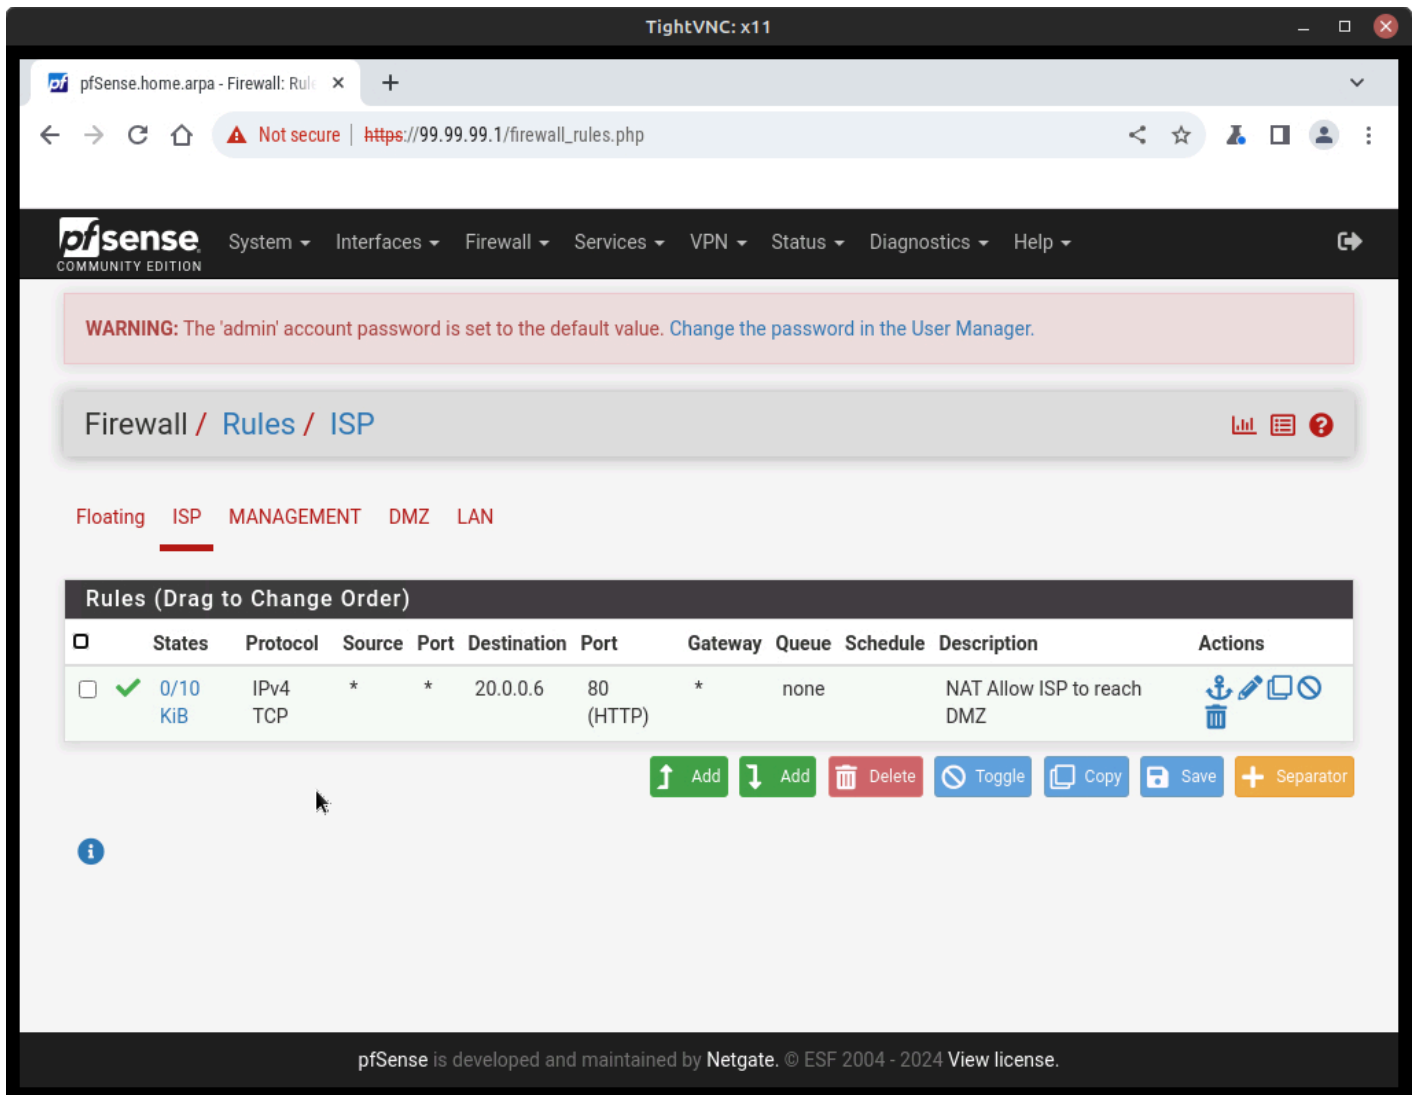 TightVNC: x11
pfSense.home.arpa - Firewall: Rul
Not secure | https://99.99.99.1/firewall_rules.php
pfsense
COMMUNITY EDITION
System Interfaces Firewall Services VPN Status Diagnostics Help
WARNING: The 'admin' account password is set to the default value. Change the password in the User Manager.
Firewall / Rules / ISP
Floating ISP MANAGEMENT DMZ LAN
Rules (Drag to Change Order)
States Protocol Source Port Destination Port Gateway Queue Schedule Description Actions
0/10 IPv4 * * 20.0.0.6 80 * none NAT Allow ISP to reach
KiB TCP (HTTP) DMZ
Add Add Delete Toggle Copy Save Separator
pfSense is developed and maintained by Netgate. © ESF 2004 - 2024 View license.